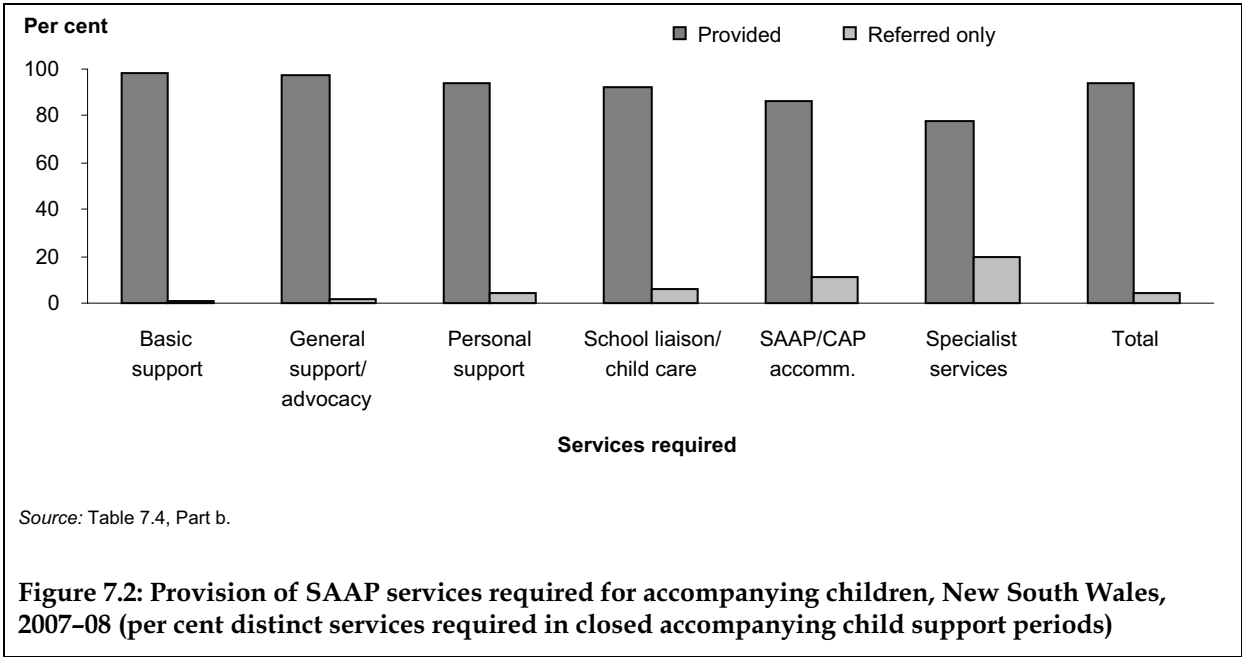 Per cent
Provided
Referred only
100
80
60
40
20
0
Basic
support
General
support/
advocacy
Personal
support
School liaison/
child care
SAAP/CAP
accomm.
Specialist
services
Total
Services required
Source: Table 7.4, Part b.
Figure 7.2: Provision of SAAP services required for accompanying children, New South Wales,
2007–08 (per cent distinct services required in closed accompanying child support periods)